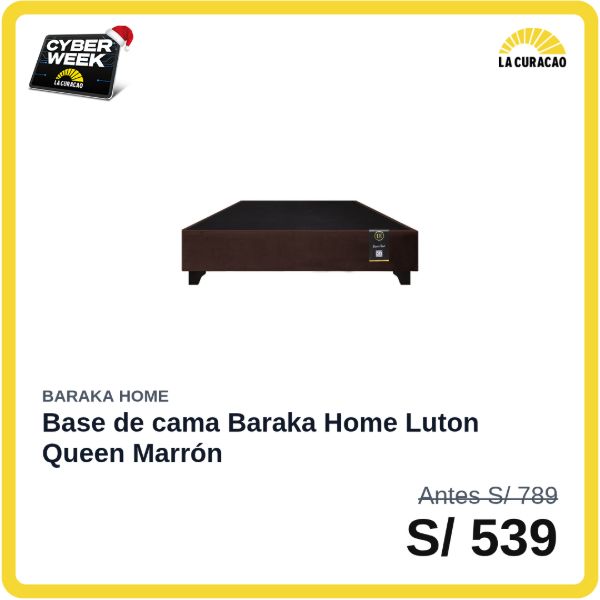 CYBER
WEEK
LA CURACAO
LA CURACAO
BARAKA HOME
Base de cama Baraka Home Luton
Queen Marrón
Antes S/ 789
S/ 539